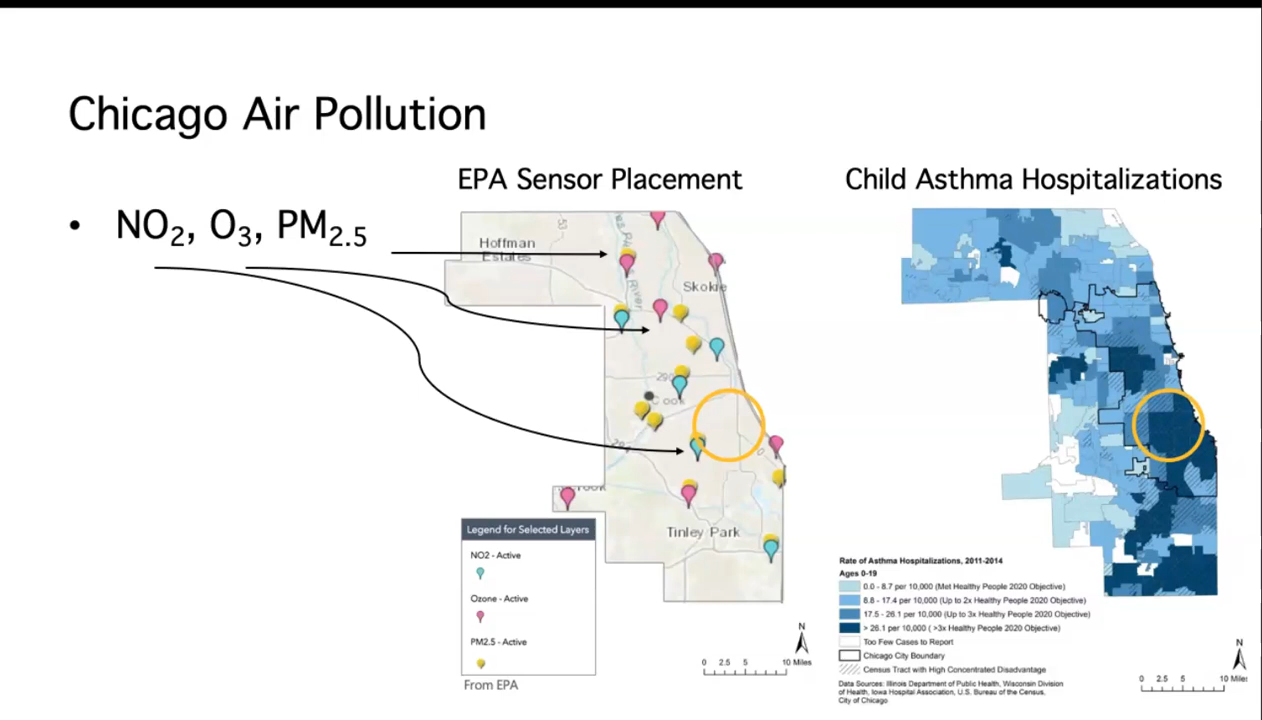 Chicago Air Pollution
EPA Sensor Placement
Child Asthma Hospitalizations
• NO₂, O₃, PM₂.₅
Hoffman
Estates
53
River
Skokie
290
Cook
Tinley Park
Legend for Selected Layers
NO2 - Active
Ozone - Active
PM2.5 - Active
From EPA
N
0 2.5 5 10 Miles
Rate of Asthma Hospitalizations, 2011-2014
Ages 0-19
0.0 - 8.7 per 10,000 (Met Healthy People 2020 Objective)
8.8 - 17.4 per 10,000 (Up to 2x Healthy People 2020 Objective)
17.5 - 26.1 per 10,000 (Up to 3x Healthy People 2020 Objective)
> 26.1 per 10,000 ( >3x Healthy People 2020 Objective)
Too Few Cases to Report
Chicago City Boundary
Census Tract with High Concentrated Disadvantage
Data Sources: Illinois Department of Public Health, Wisconsin Division
of Health, Iowa Hospital Association, U.S. Bureau of the Census,
City of Chicago
N
0 2.5 5 10 Miles